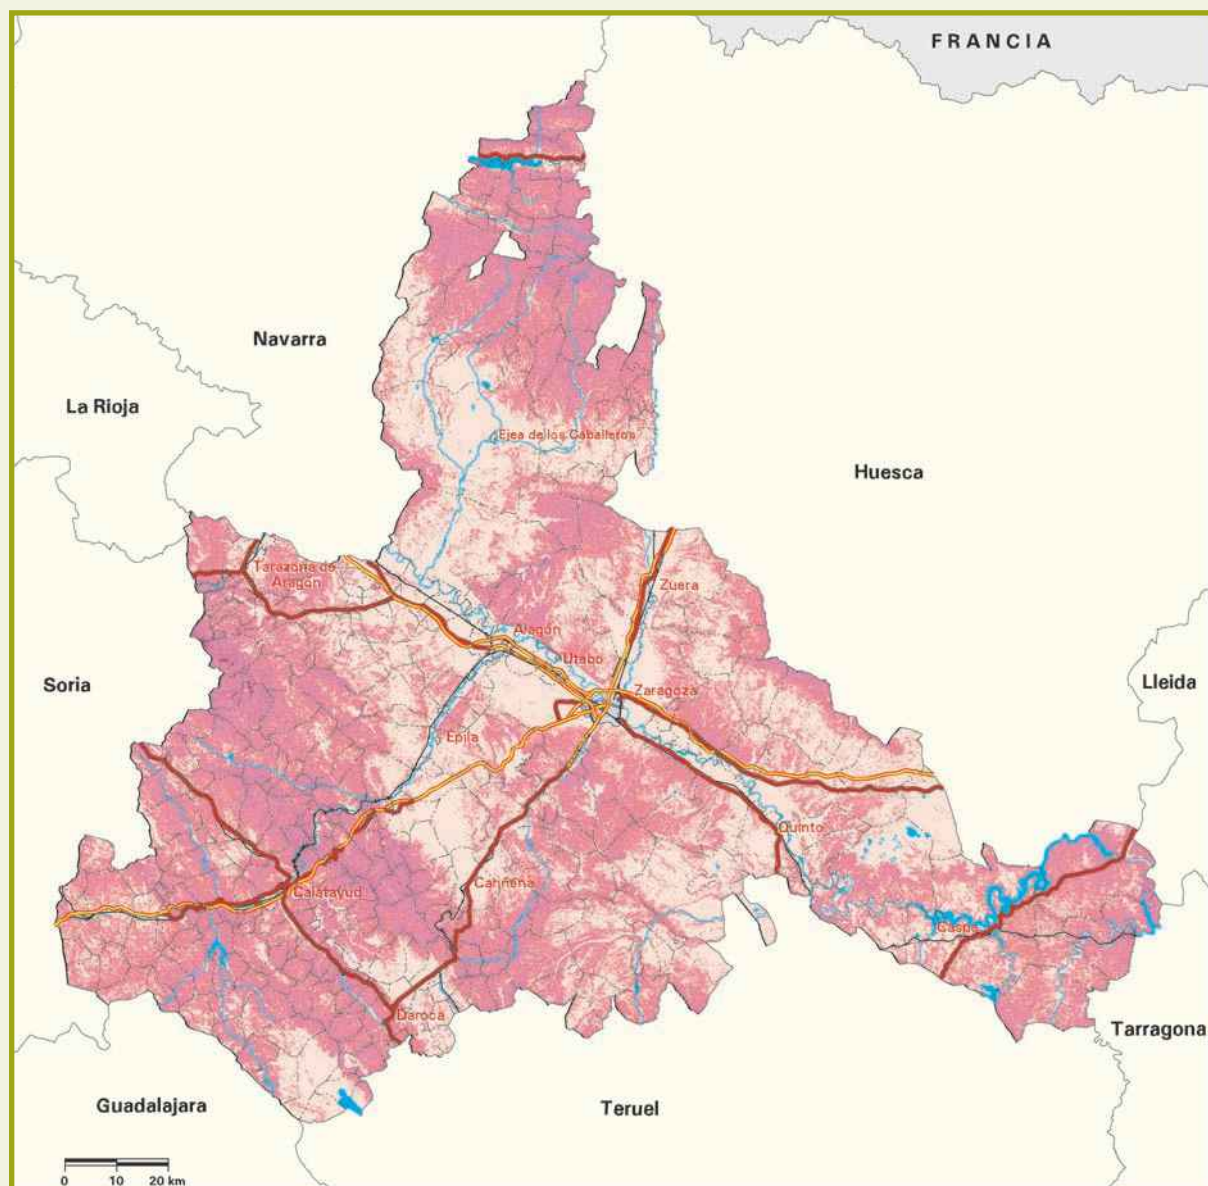 FRANCIA
Navarra
La Rioja
Ejea de los Caballeros
Huesca
Tarazona de
Aragón
Zuera
Alagón
Utebo
Soria
Zaragoza
Lleida
Épila
Quinto
Calatayud
Cariñena
Caspe
Daroca
Tarragona
Guadalajara
Teruel
0 10 20 km